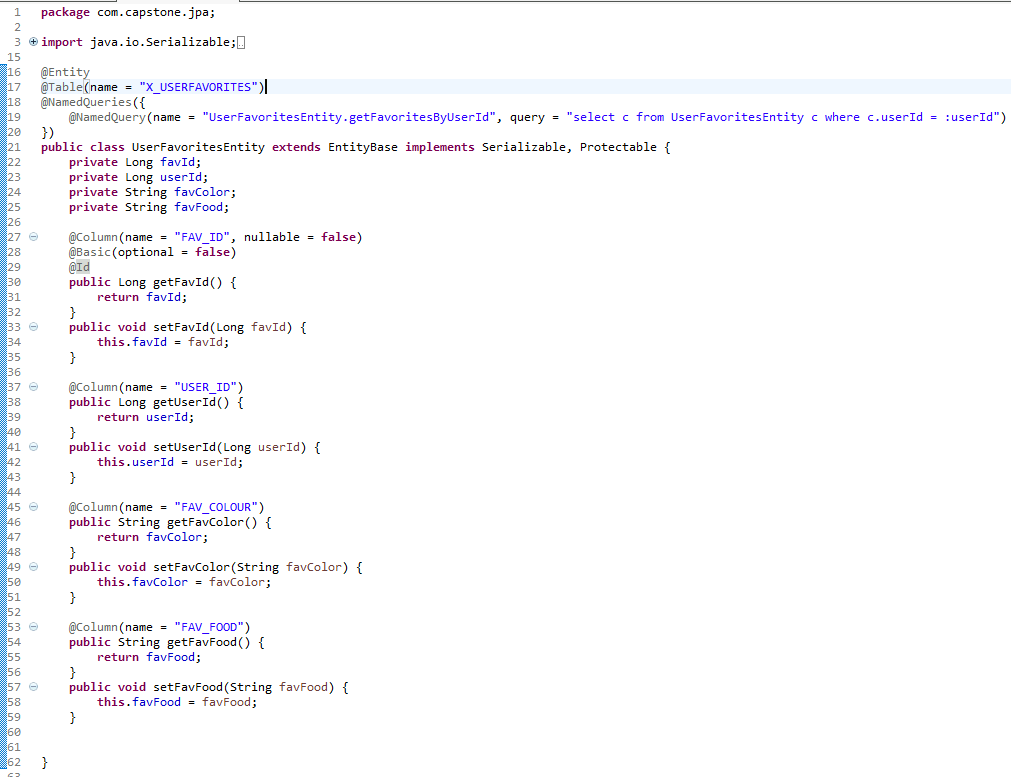 1 package com.capstone.jpa;
2
3 import java.io.Serializable;
15
16 @Entity
17 @Table(name = "X_USERFAVORITES")
18 @NamedQueries({
19     @NamedQuery(name = "UserFavoritesEntity.getFavoritesByUserId", query = "select c from UserFavoritesEntity c where c.userId = :userId")
20 })
21 public class UserFavoritesEntity extends EntityBase implements Serializable, Protectable {
22     private Long favId;
23     private Long userId;
24     private String favColor;
25     private String favFood;
26
27     @Column(name = "FAV_ID", nullable = false)
28     @Basic(optional = false)
29     @Id
30     public Long getFavId() {
31         return favId;
32     }
33     public void setFavId(Long favId) {
34         this.favId = favId;
35     }
36
37     @Column(name = "USER_ID")
38     public Long getUserId() {
39         return userId;
40     }
41     public void setUserId(Long userId) {
42         this.userId = userId;
43     }
44
45     @Column(name = "FAV_COLOUR")
46     public String getFavColor() {
47         return favColor;
48     }
49     public void setFavColor(String favColor) {
50         this.favColor = favColor;
51     }
52
53     @Column(name = "FAV_FOOD")
54     public String getFavFood() {
55         return favFood;
56     }
57     public void setFavFood(String favFood) {
58         this.favFood = favFood;
59     }
60
61
62 }
63